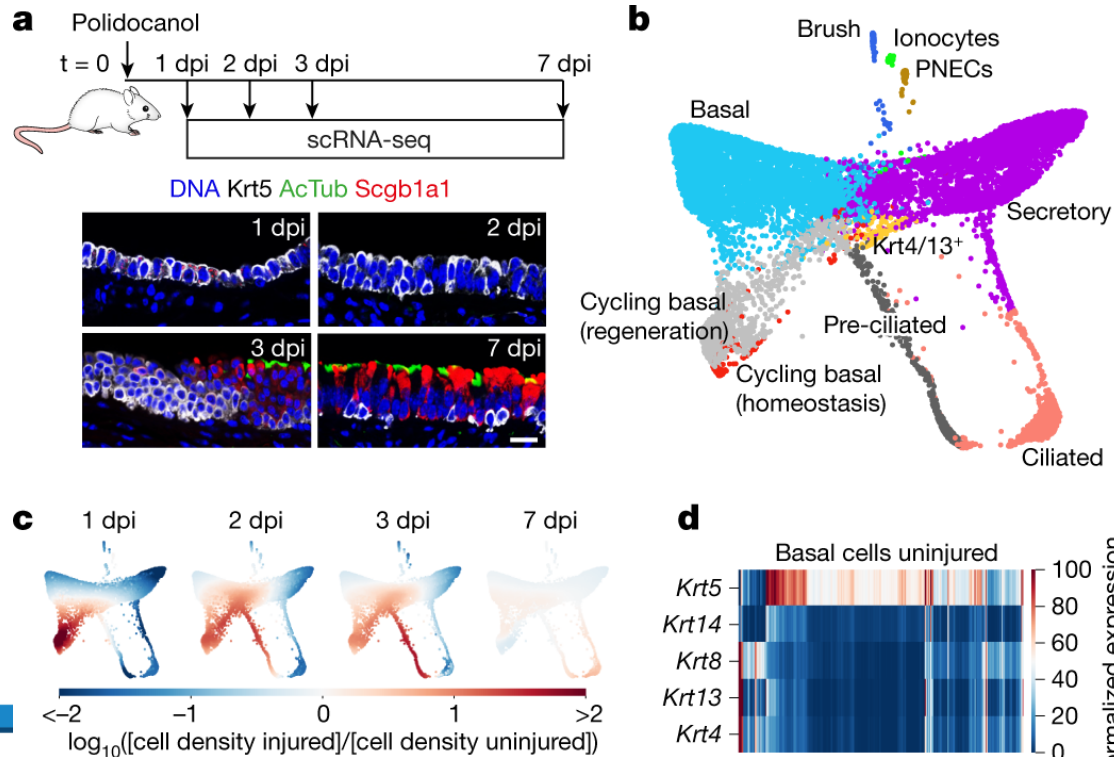 a
Polidocanol
t = 0
1 dpi 2 dpi 3 dpi 7 dpi
scRNA-seq
DNA Krt5 AcTub Scgb1a1
1 dpi
2 dpi
3 dpi
7 dpi
b
Brush
Ionocytes
PNECs
Basal
Secretory
Krt4/13⁺
Cycling basal
(regeneration)
Pre-ciliated
Cycling basal
(homeostasis)
Ciliated
c
1 dpi 2 dpi 3 dpi 7 dpi
<–2 –1 0 1 >2
log₁₀([cell density injured]/[cell density uninjured])
d
Basal cells uninjured
Krt5
Krt14
Krt8
Krt13
Krt4
100
80
60
40
20
0
ormalized expression